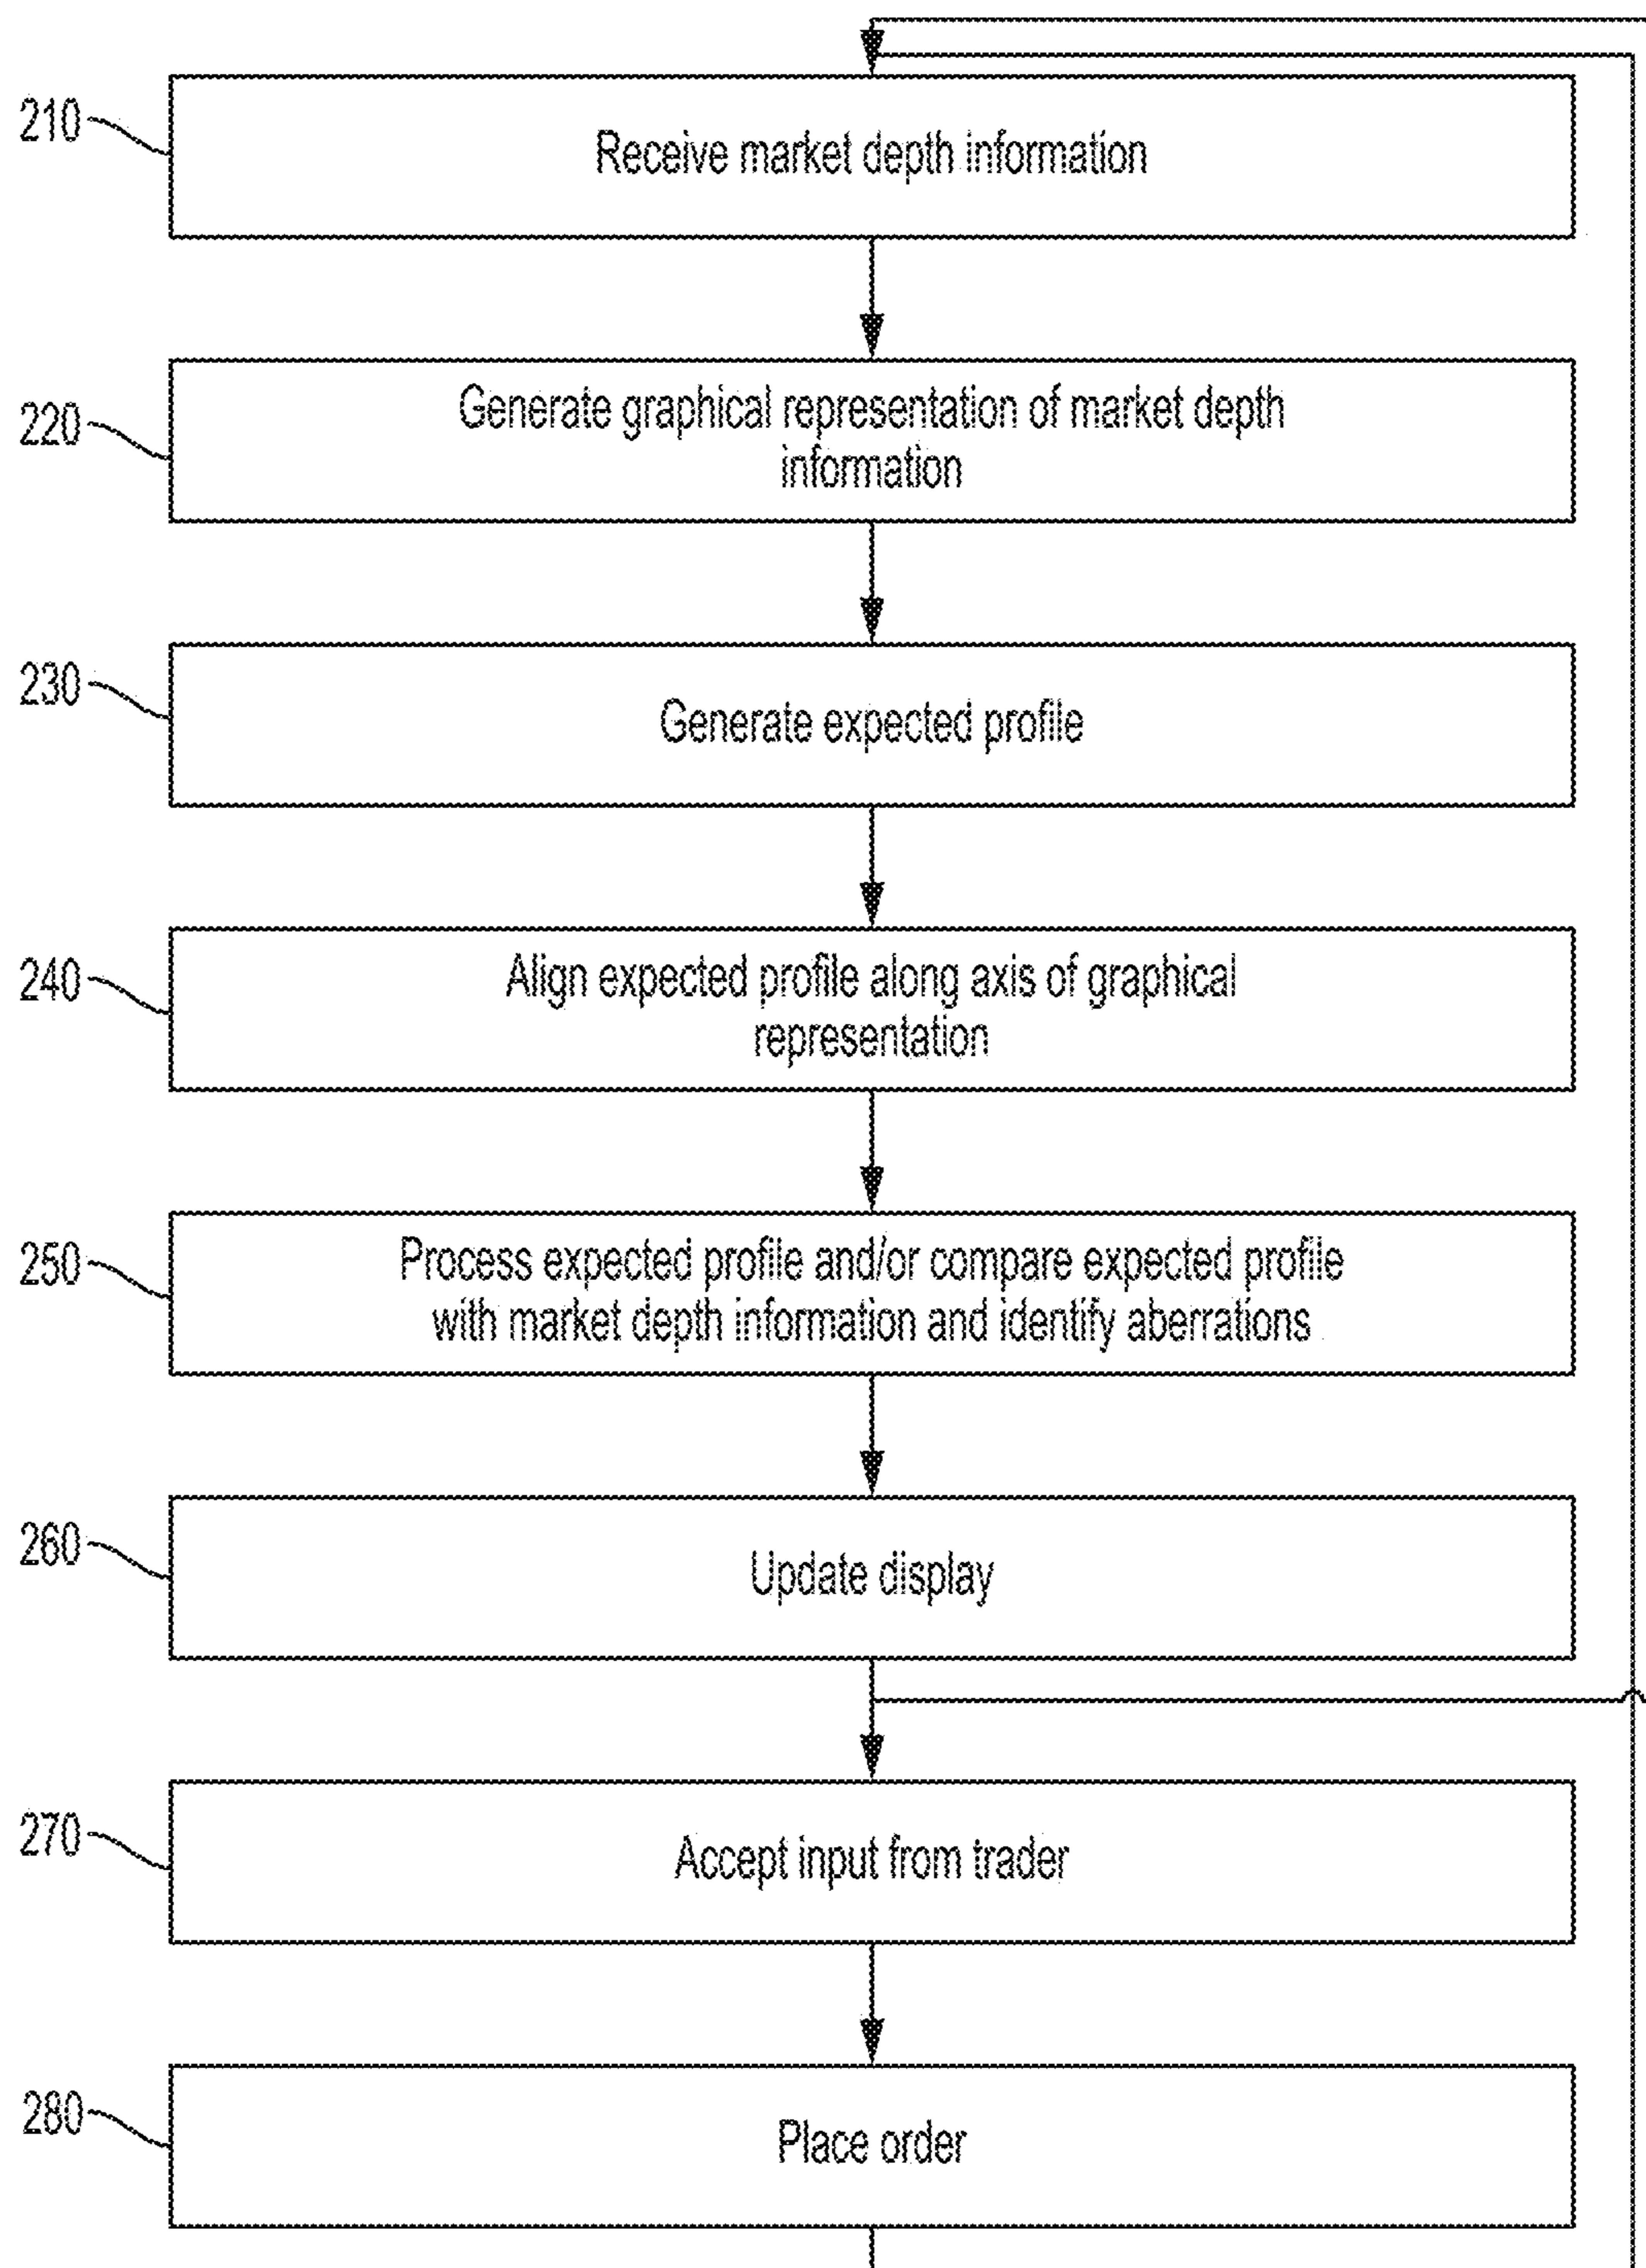 210
Receive market depth information
220
Generate graphical representation of market depth
information
230
Generate expected profile
240
Align expected profile along axis of graphical
representation
250
Process expected profile and/or compare expected profile
with market depth information and identify aberrations
260
Update display
270
Accept input from trader
280
Place order